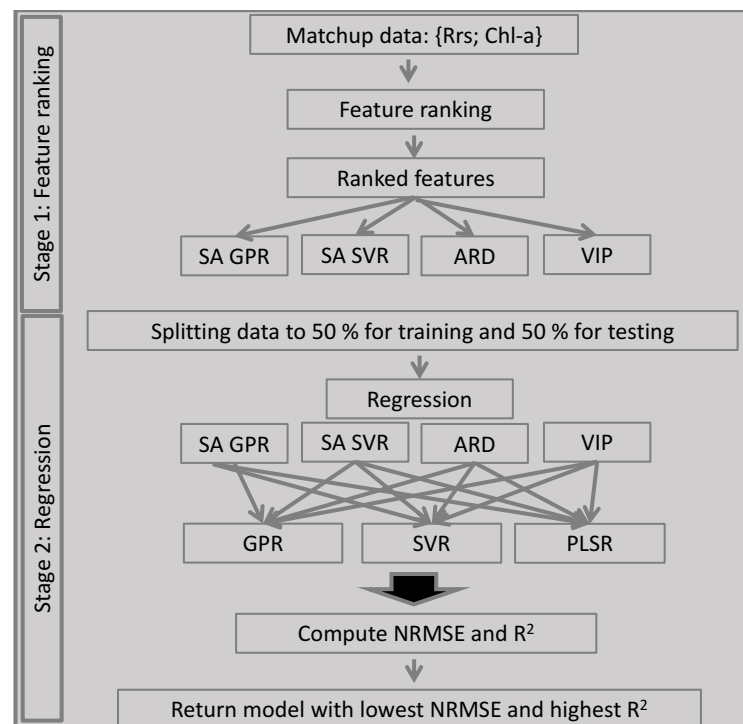 Stage 1: Feature ranking
Matchup data: {Rrs; Chl-a}
Feature ranking
Ranked features
SA GPR
SA SVR
ARD
VIP
Stage 2: Regression
Splitting data to 50 % for training and 50 % for testing
Regression
SA GPR
SA SVR
ARD
VIP
GPR
SVR
PLSR
Compute NRMSE and R²
Return model with lowest NRMSE and highest R²